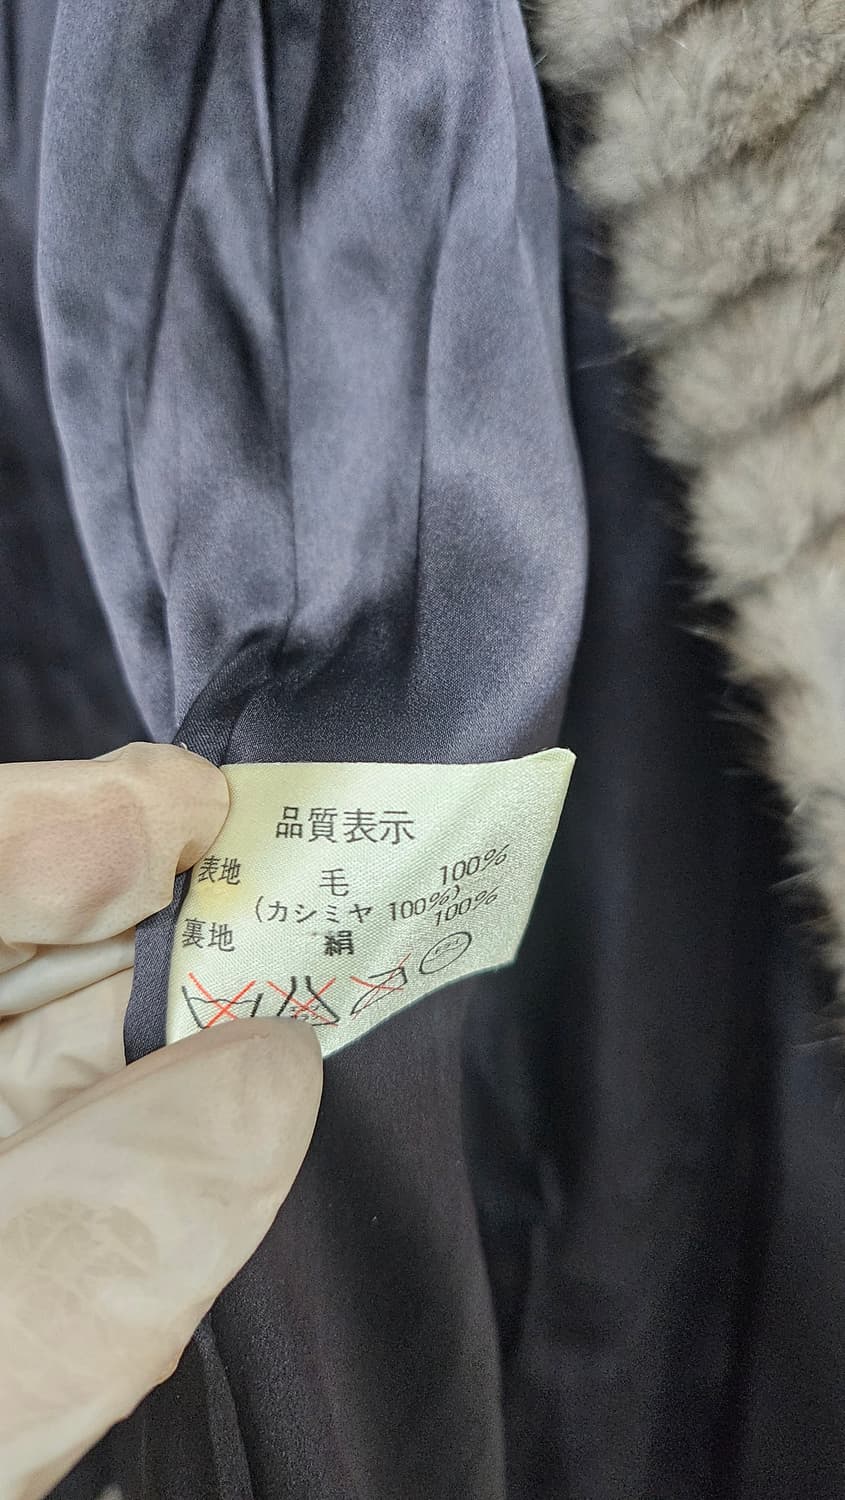 品質表示
表地 毛 100%
(カシミヤ 100%)
裏地 絹 100%